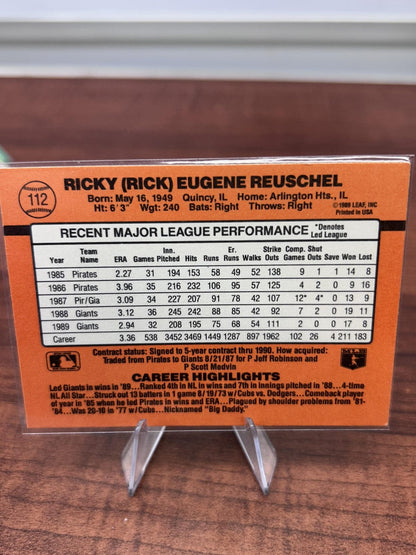 112
RICKY (RICK) EUGENE REUSCHEL
Born: May 16, 1949 Quincy, IL Home: Arlington Hts., IL
Ht: 6' 3" Wgt: 240 Bats: Right Throws: Right
©1989 LEAF, INC
Printed in USA
RECENT MAJOR LEAGUE PERFORMANCE *Denotes Led League
Year Team Name ERA Games Inn. Pitched Hits Runs Er. Runs Walks Strike Outs Comp. Games Shut Outs Save Won Lost
1985 Pirates 2.27 31 194 153 58 49 52 138 9 1 1 14 8
1986 Pirates 3.96 35 216 232 106 95 57 125 4 2 0 9 16
1987 Pir/Gia 3.09 34 227 207 91 78 42 107 12* 4* 0 13 9
1988 Giants 3.12 36 245 242 88 85 42 92 7 2 0 19 11
1989 Giants 2.94 32 208 195 75 68 54 111 2 0 0 17 8
Career 3.36 538 3452 3469 1449 1287 897 1962 102 26 4 211 183
Contract status: Signed to 5-year contract thru 1990. How acquired:
Traded from Pirates to Giants 8/21/87 for P Jeff Robinson and
P Scott Medvin
CAREER HIGHLIGHTS
Led Giants in wins in '89...Ranked 4th in NL in wins and 7th in innings pitched in '88...4-time
NL All Star...Struck out 13 batters in 1 game 8/19/73 w/Cubs vs. Dodgers...Comeback player
of year in '85 when he led Pirates in wins and ERA...Plagued by shoulder problems from '81-
'84...Was 20-10 in '77 w/Cubs...Nicknamed "Big Daddy."